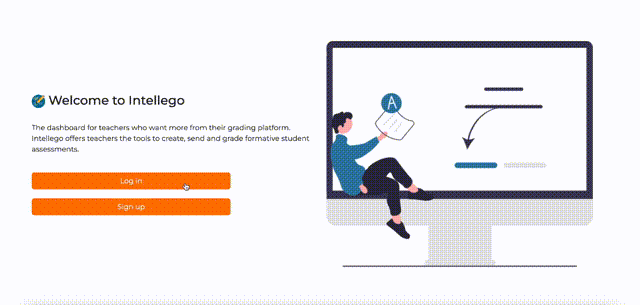 Welcome to Intellego
The dashboard for teachers who want more from their grading platform.
Intellego offers teachers the tools to create, send and grade formative student
assessments.
Log in
Sign up
A